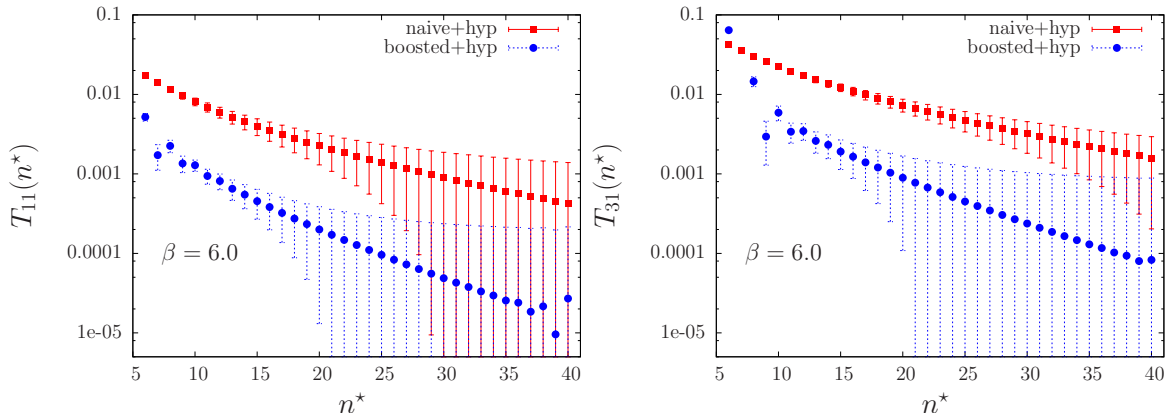 0.1
0.01
0.001
0.0001
1e-05
T₁₁(n⋆)
naive+hyp
boosted+hyp
β = 6.0
5 10 15 20 25 30 35 40
n⋆
0.1
0.01
0.001
0.0001
1e-05
T₃₁(n⋆)
naive+hyp
boosted+hyp
β = 6.0
5 10 15 20 25 30 35 40
n⋆